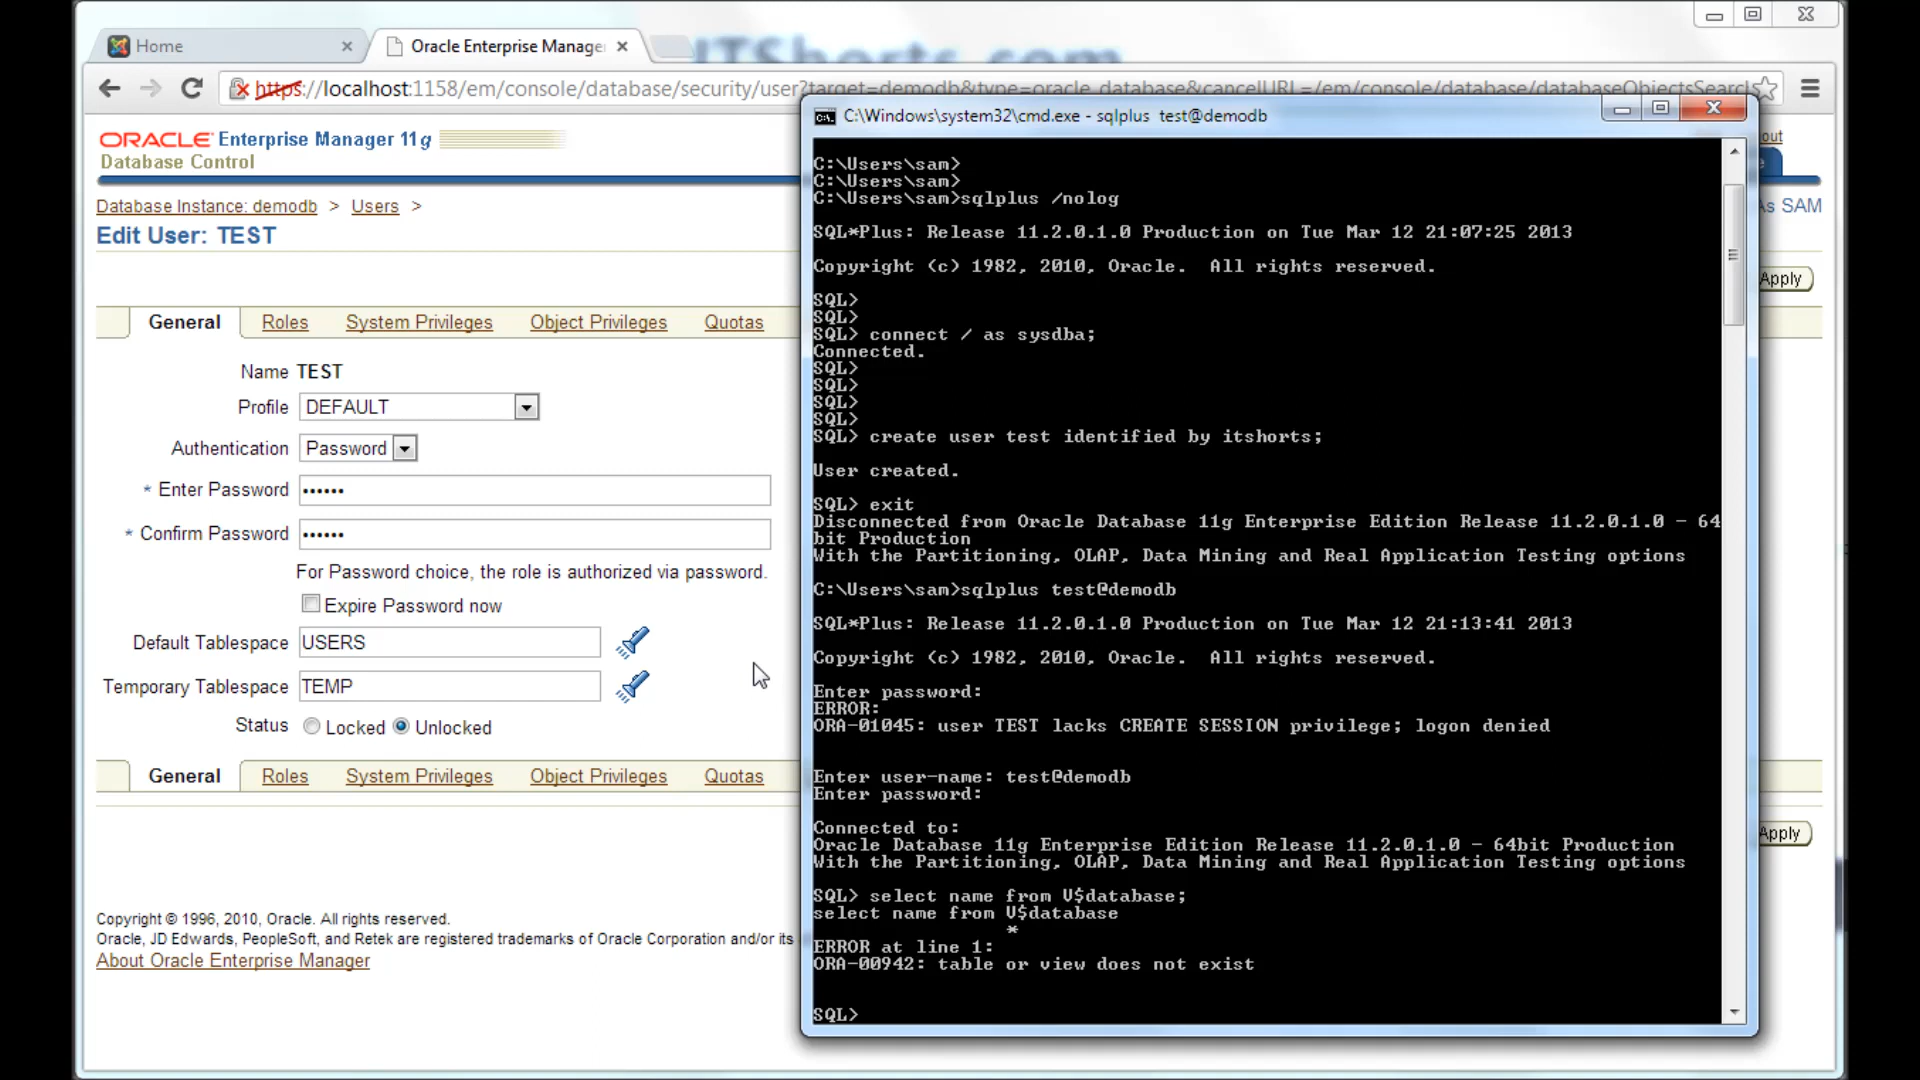 ITShorts.com
Home
Oracle Enterprise Manage
https://localhost:1158/em/console/database/security/user?target=demodb&type=oracle_database&cancelURL=/em/console/database/databaseObjectsSearch
ORACLE Enterprise Manager 11g
Database Control
out
Database Instance: demodb > Users >
As SAM
Edit User: TEST
Apply
General Roles System Privileges Object Privileges Quotas
Name TEST
Profile DEFAULT
Authentication Password
* Enter Password ••••••
* Confirm Password ••••••
For Password choice, the role is authorized via password.
Expire Password now
Default Tablespace USERS
Temporary Tablespace TEMP
Status Locked Unlocked
General Roles System Privileges Object Privileges Quotas
Apply
Copyright © 1996, 2010, Oracle. All rights reserved.
Oracle, JD Edwards, PeopleSoft, and Retek are registered trademarks of Oracle Corporation and/or its
About Oracle Enterprise Manager
C:\Windows\system32\cmd.exe - sqlplus test@demodb
C:\Users\sam>
C:\Users\sam>
C:\Users\sam>sqlplus /nolog
SQL*Plus: Release 11.2.0.1.0 Production on Tue Mar 12 21:07:25 2013
Copyright (c) 1982, 2010, Oracle. All rights reserved.
SQL>
SQL>
SQL> connect / as sysdba;
Connected.
SQL>
SQL>
SQL>
SQL>
SQL> create user test identified by itshorts;
User created.
SQL> exit
Disconnected from Oracle Database 11g Enterprise Edition Release 11.2.0.1.0 - 64
bit Production
With the Partitioning, OLAP, Data Mining and Real Application Testing options
C:\Users\sam>sqlplus test@demodb
SQL*Plus: Release 11.2.0.1.0 Production on Tue Mar 12 21:13:41 2013
Copyright (c) 1982, 2010, Oracle. All rights reserved.
Enter password:
ERROR:
ORA-01045: user TEST lacks CREATE SESSION privilege; logon denied
Enter user-name: test@demodb
Enter password:
Connected to:
Oracle Database 11g Enterprise Edition Release 11.2.0.1.0 - 64bit Production
With the Partitioning, OLAP, Data Mining and Real Application Testing options
SQL> select name from V$database;
select name from V$database
*
ERROR at line 1:
ORA-00942: table or view does not exist
SQL>